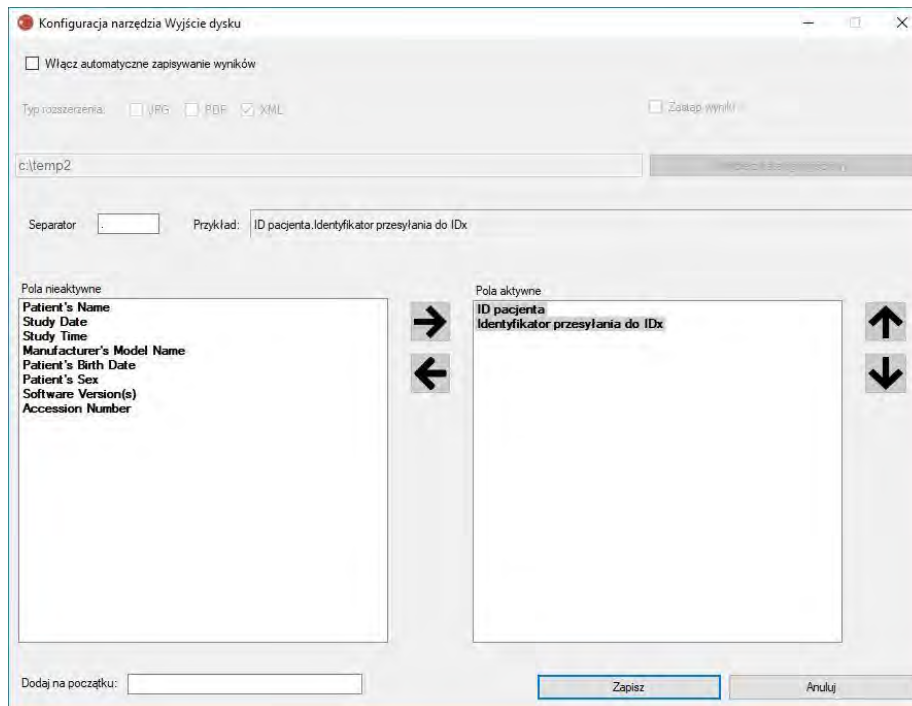 Konfiguracja narzędzia Wyjście dysku
Włącz automatyczne zapisywanie wyników
Typ rozszerzenia: JPG PDF XML Zastąp wyniki
c:\temp2
Separator . Przykład: ID pacjenta.Identyfikator przesyłania do IDx
Pola nieaktywne
Patient's Name
Study Date
Study Time
Manufacturer's Model Name
Patient's Birth Date
Patient's Sex
Software Version(s)
Accession Number
Pola aktywne
ID pacjenta
Identyfikator przesyłania do IDx
Dodaj na początku:
Zapisz Anuluj